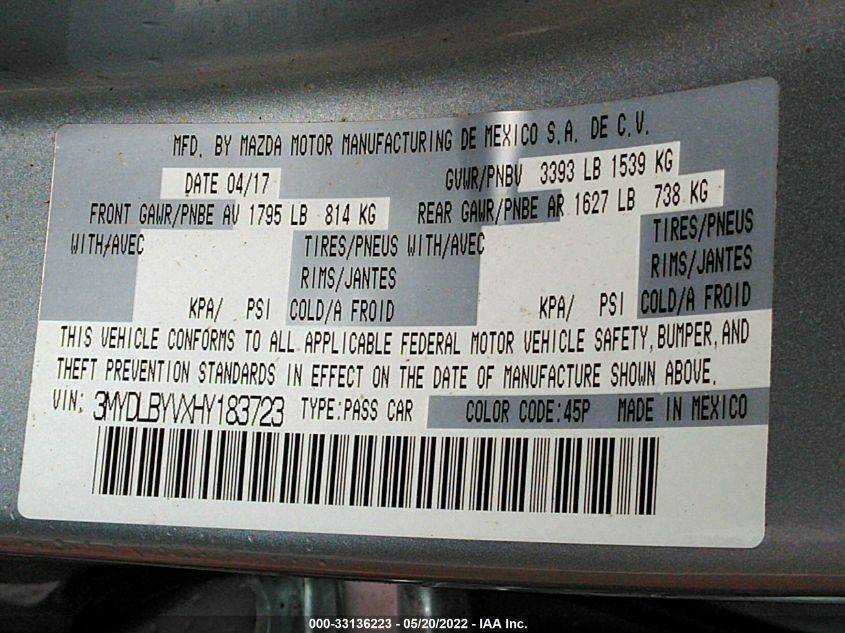 MFD. BY MAZDA MOTOR MANUFACTURING DE MEXICO S.A. DE C.V.
DATE 04/17 GVWR/PNBV 3393 LB 1539 KG
FRONT GAWR/PNBE AV 1795 LB 814 KG REAR GAWR/PNBE AR 1627 LB 738 KG
WITH/AVEC TIRES/PNEUS WITH/AVEC TIRES/PNEUS
RIMS/JANTES RIMS/JANTES
KPA/ PSI COLD/A FROID KPA/ PSI COLD/A FROID
THIS VEHICLE CONFORMS TO ALL APPLICABLE FEDERAL MOTOR VEHICLE SAFETY, BUMPER, AND
THEFT PREVENTION STANDARDS IN EFFECT ON THE DATE OF MANUFACTURE SHOWN ABOVE.
VIN: 3MYDLBYVXHY183723 TYPE:PASS CAR COLOR CODE:45P MADE IN MEXICO
000-33136223 - 05/20/2022 - IAA Inc.